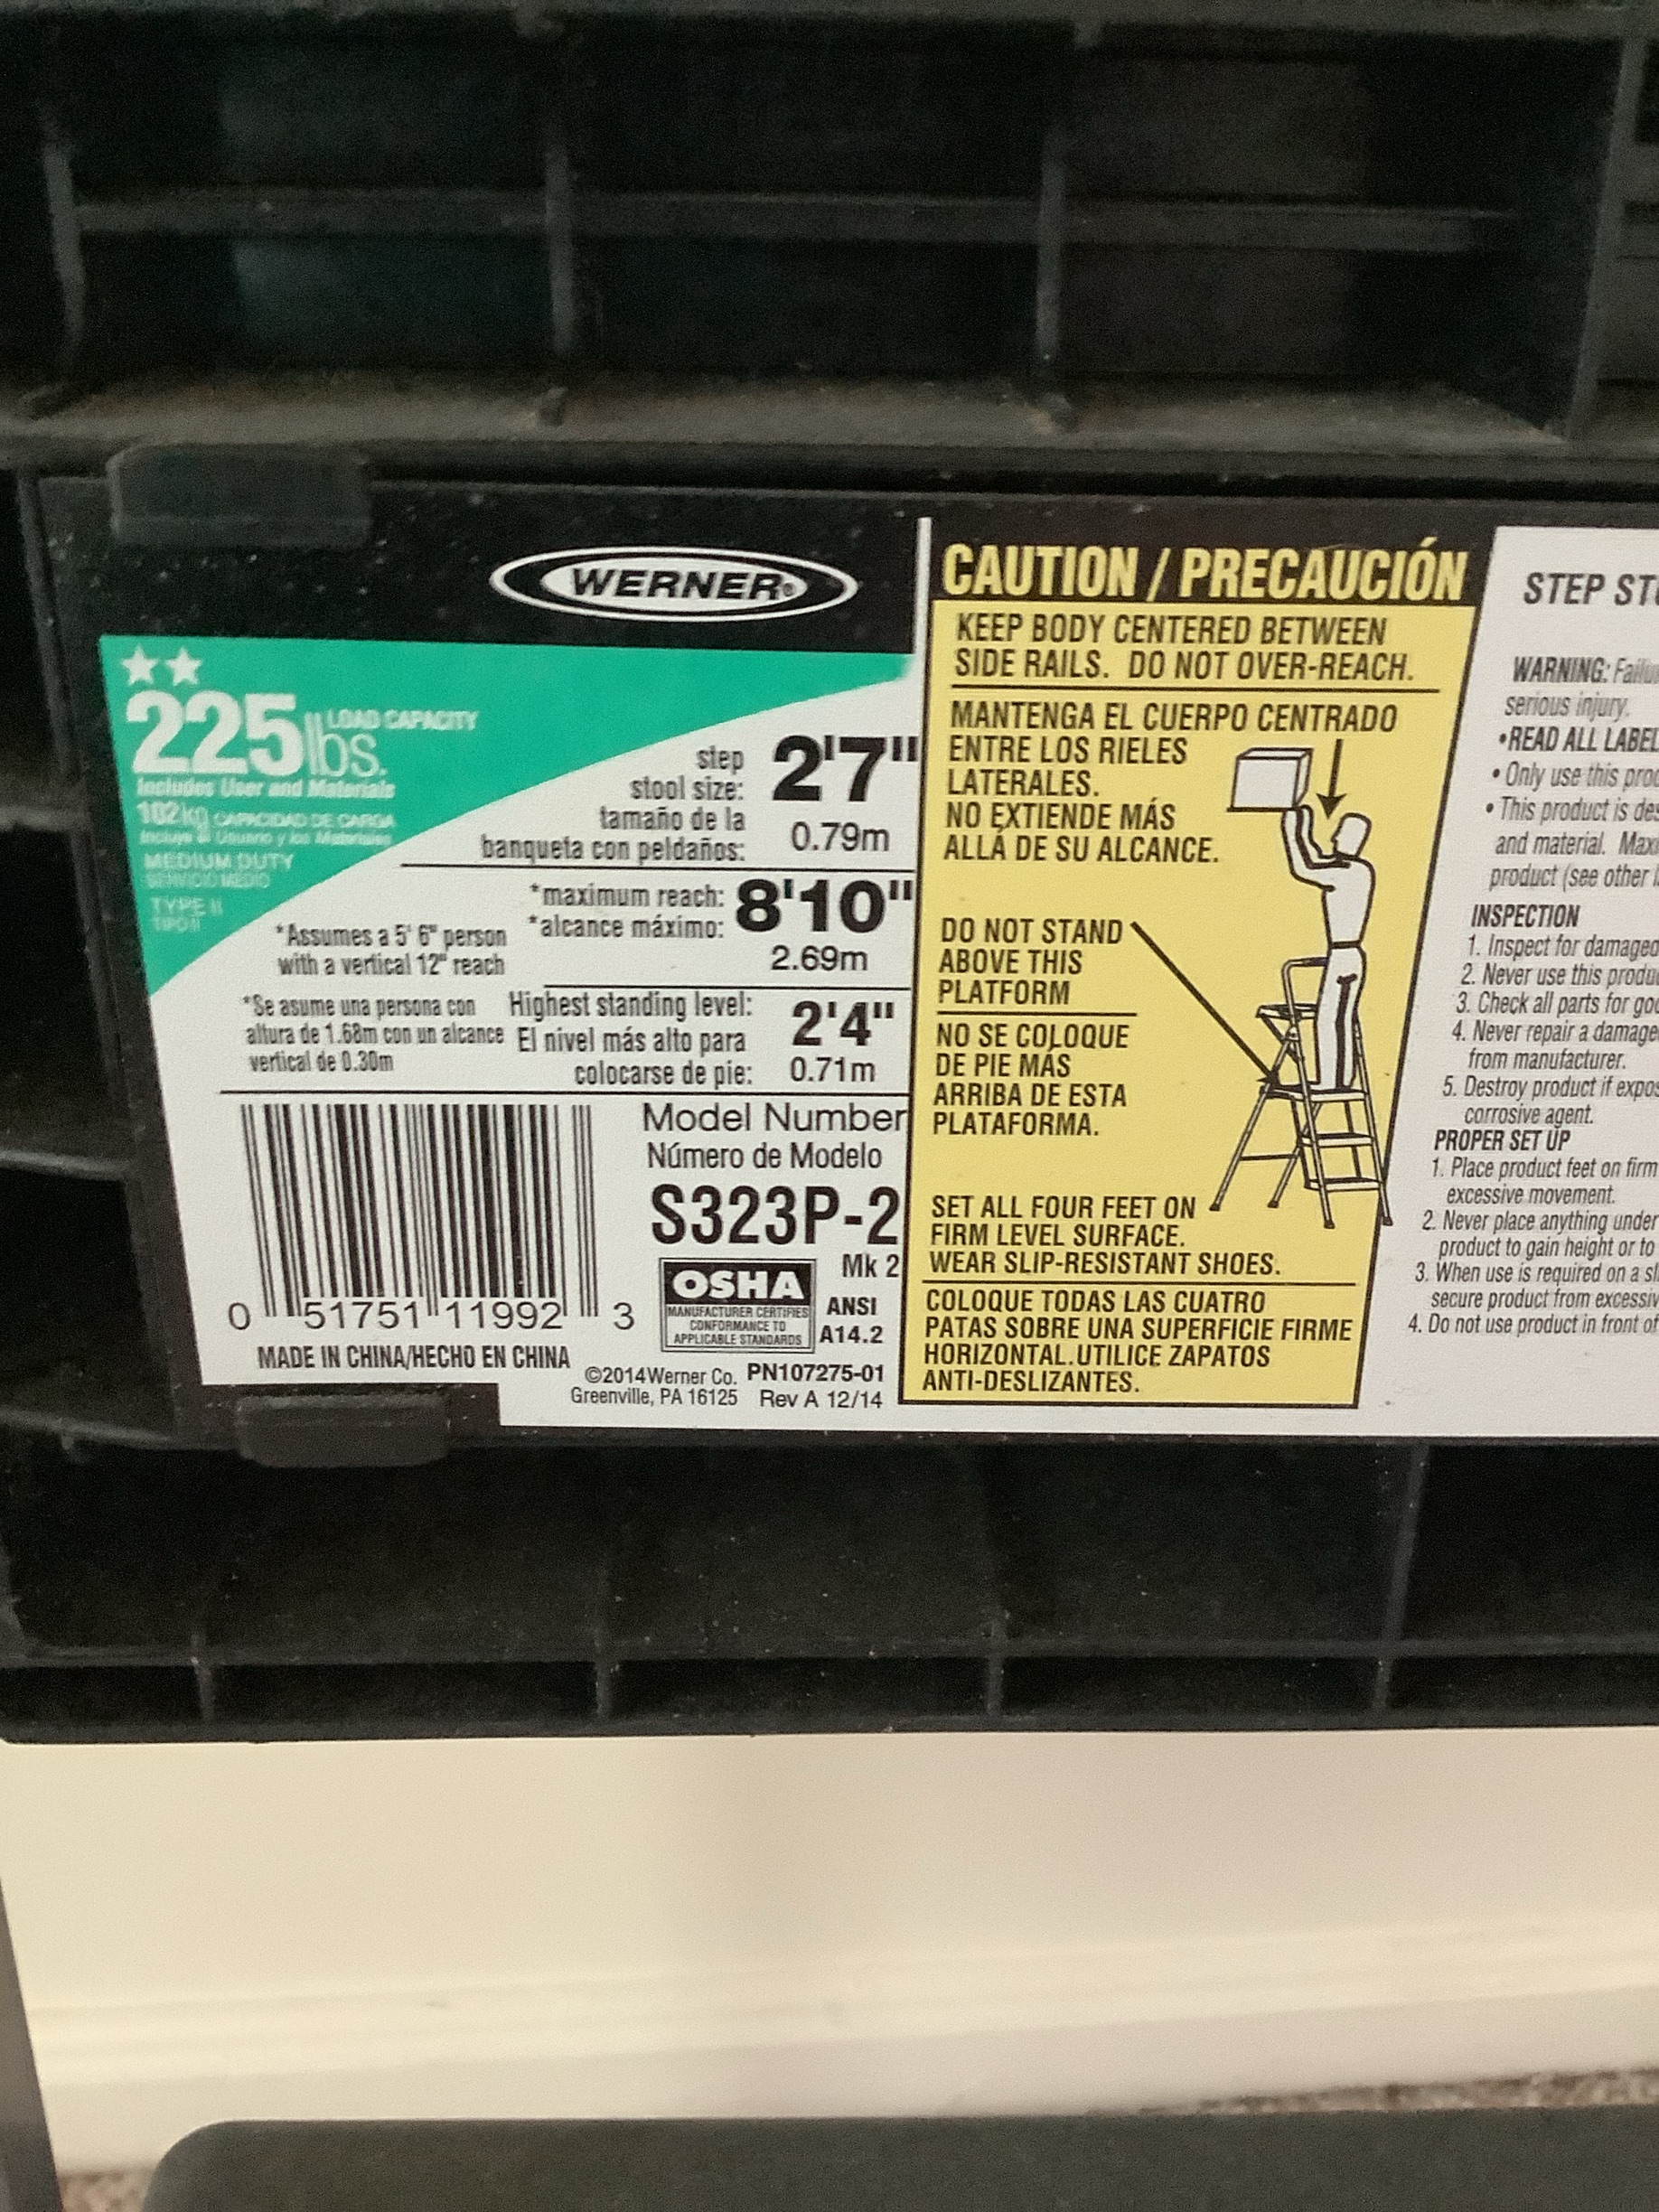 WERNER®
225 lbs. LOAD CAPACITY
Includes User and Materials
102kg CAPACIDAD DE CARGA
Incluye al Usuario y los Materiales
MEDIUM DUTY
SERVICIO MEDIO
TYPE II
TIPO II
step
stool size: 2'7"
tamaño de la
banqueta con peldaños: 0.79m
*maximum reach: 8'10"
*alcance máximo: 2.69m
*Assumes a 5' 6" person
with a vertical 12" reach
*Se asume una persona con
altura de 1.68m con un alcance
vertical de 0.30m
Highest standing level: 2'4"
El nivel más alto para
colocarse de pie: 0.71m
0 51751 11992 3
MADE IN CHINA/HECHO EN CHINA
Model Number
Número de Modelo
S323P-2
Mk 2
OSHA
MANUFACTURER CERTIFIES
CONFORMANCE TO
APPLICABLE STANDARDS
ANSI
A14.2
©2014 Werner Co. PN107275-01
Greenville, PA 16125 Rev A 12/14
CAUTION / PRECAUCIÓN
KEEP BODY CENTERED BETWEEN
SIDE RAILS. DO NOT OVER-REACH.
MANTENGA EL CUERPO CENTRADO
ENTRE LOS RIELES
LATERALES.
NO EXTIENDE MÁS
ALLÁ DE SU ALCANCE.
DO NOT STAND
ABOVE THIS
PLATFORM
NO SE COLOQUE
DE PIE MÁS
ARRIBA DE ESTA
PLATAFORMA.
SET ALL FOUR FEET ON
FIRM LEVEL SURFACE.
WEAR SLIP-RESISTANT SHOES.
COLOQUE TODAS LAS CUATRO
PATAS SOBRE UNA SUPERFICIE FIRME
HORIZONTAL. UTILICE ZAPATOS
ANTI-DESLIZANTES.
STEP
WARNING:
serious injury.
•READ ALL
• Only use this
• This product is
and material.
product (see other
INSPECTION
1. Inspect for damaged
2. Never use this
3. Check all parts for
4. Never repair a
from manufacturer.
5. Destroy product if
corrosive agent.
PROPER SET UP
1. Place product feet on firm
excessive movement.
2. Never place anything under
product to gain height or to
3. When use is required on a
secure product from
4. Do not use product in front of